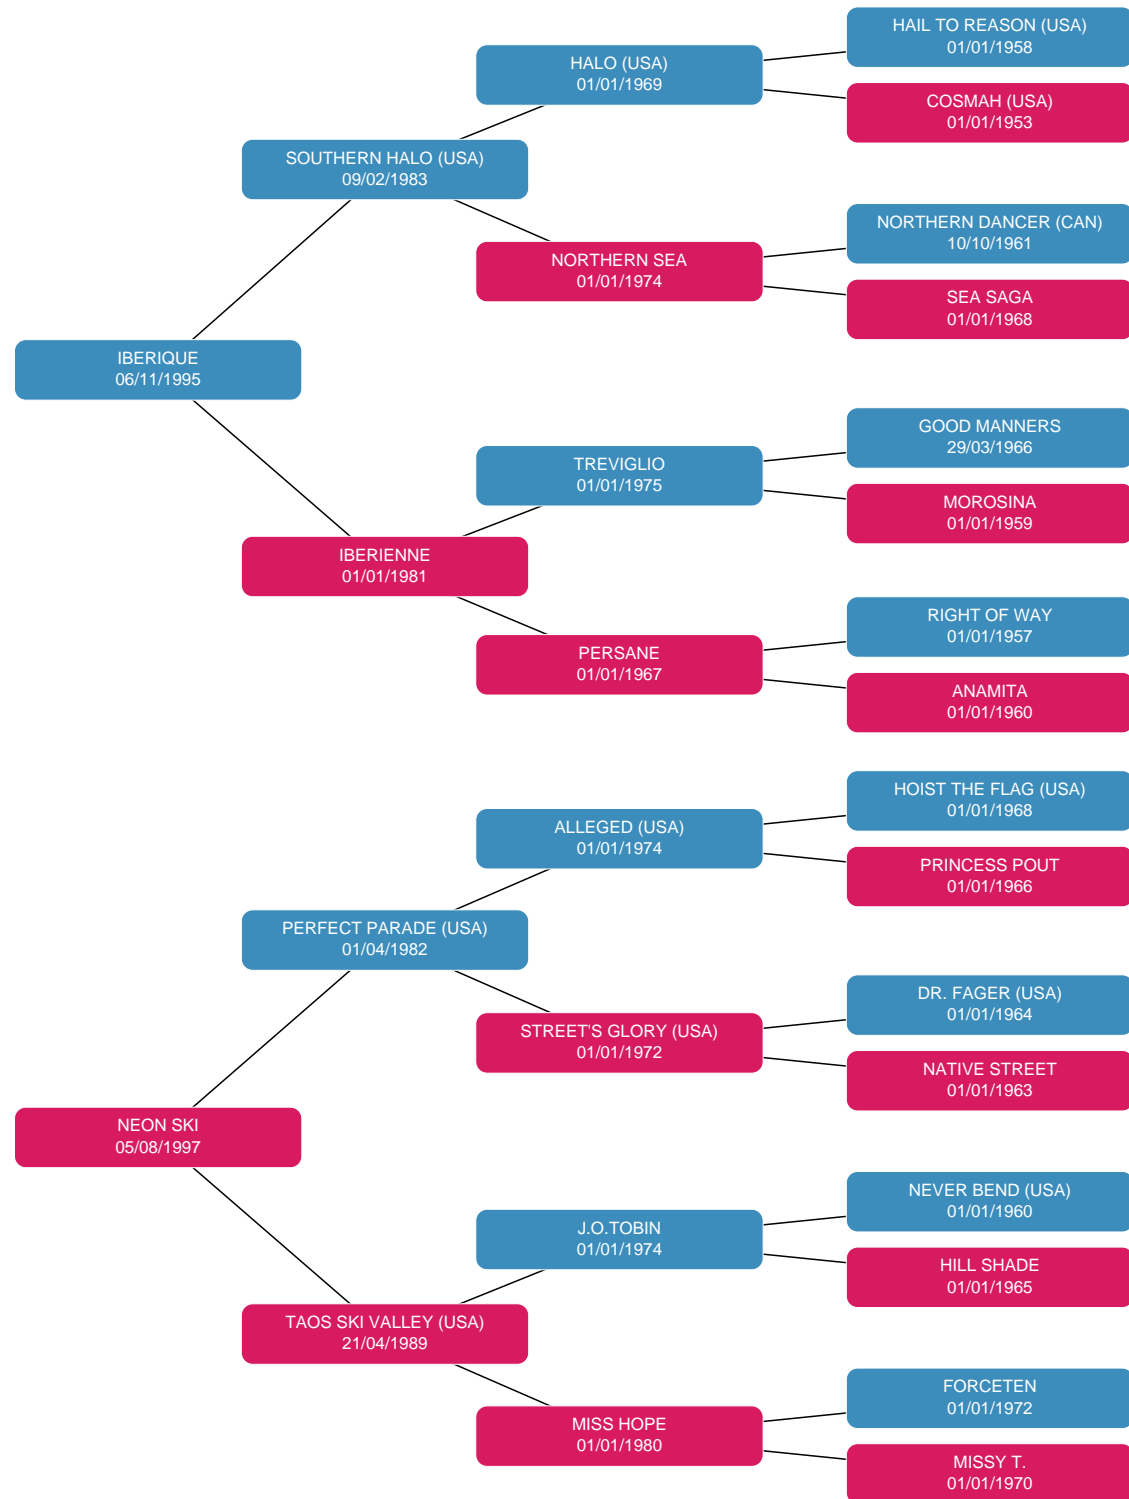 HAIL TO REASON (USA)
01/01/1958
HALO (USA)
01/01/1969
COSMAH (USA)
01/01/1953
SOUTHERN HALO (USA)
09/02/1983
NORTHERN DANCER (CAN)
10/10/1961
NORTHERN SEA
01/01/1974
SEA SAGA
01/01/1968
IBERIQUE
06/11/1995
GOOD MANNERS
29/03/1966
TREVIGLIO
01/01/1975
MOROSINA
01/01/1959
IBERIENNE
01/01/1981
RIGHT OF WAY
01/01/1957
PERSANE
01/01/1967
ANAMITA
01/01/1960
HOIST THE FLAG (USA)
01/01/1968
ALLEGED (USA)
01/01/1974
PRINCESS POUT
01/01/1966
PERFECT PARADE (USA)
01/04/1982
DR. FAGER (USA)
01/01/1964
STREET'S GLORY (USA)
01/01/1972
NATIVE STREET
01/01/1963
NEON SKI
05/08/1997
NEVER BEND (USA)
01/01/1960
J.O.TOBIN
01/01/1974
HILL SHADE
01/01/1965
TAOS SKI VALLEY (USA)
21/04/1989
FORCETEN
01/01/1972
MISS HOPE
01/01/1980
MISSY T.
01/01/1970